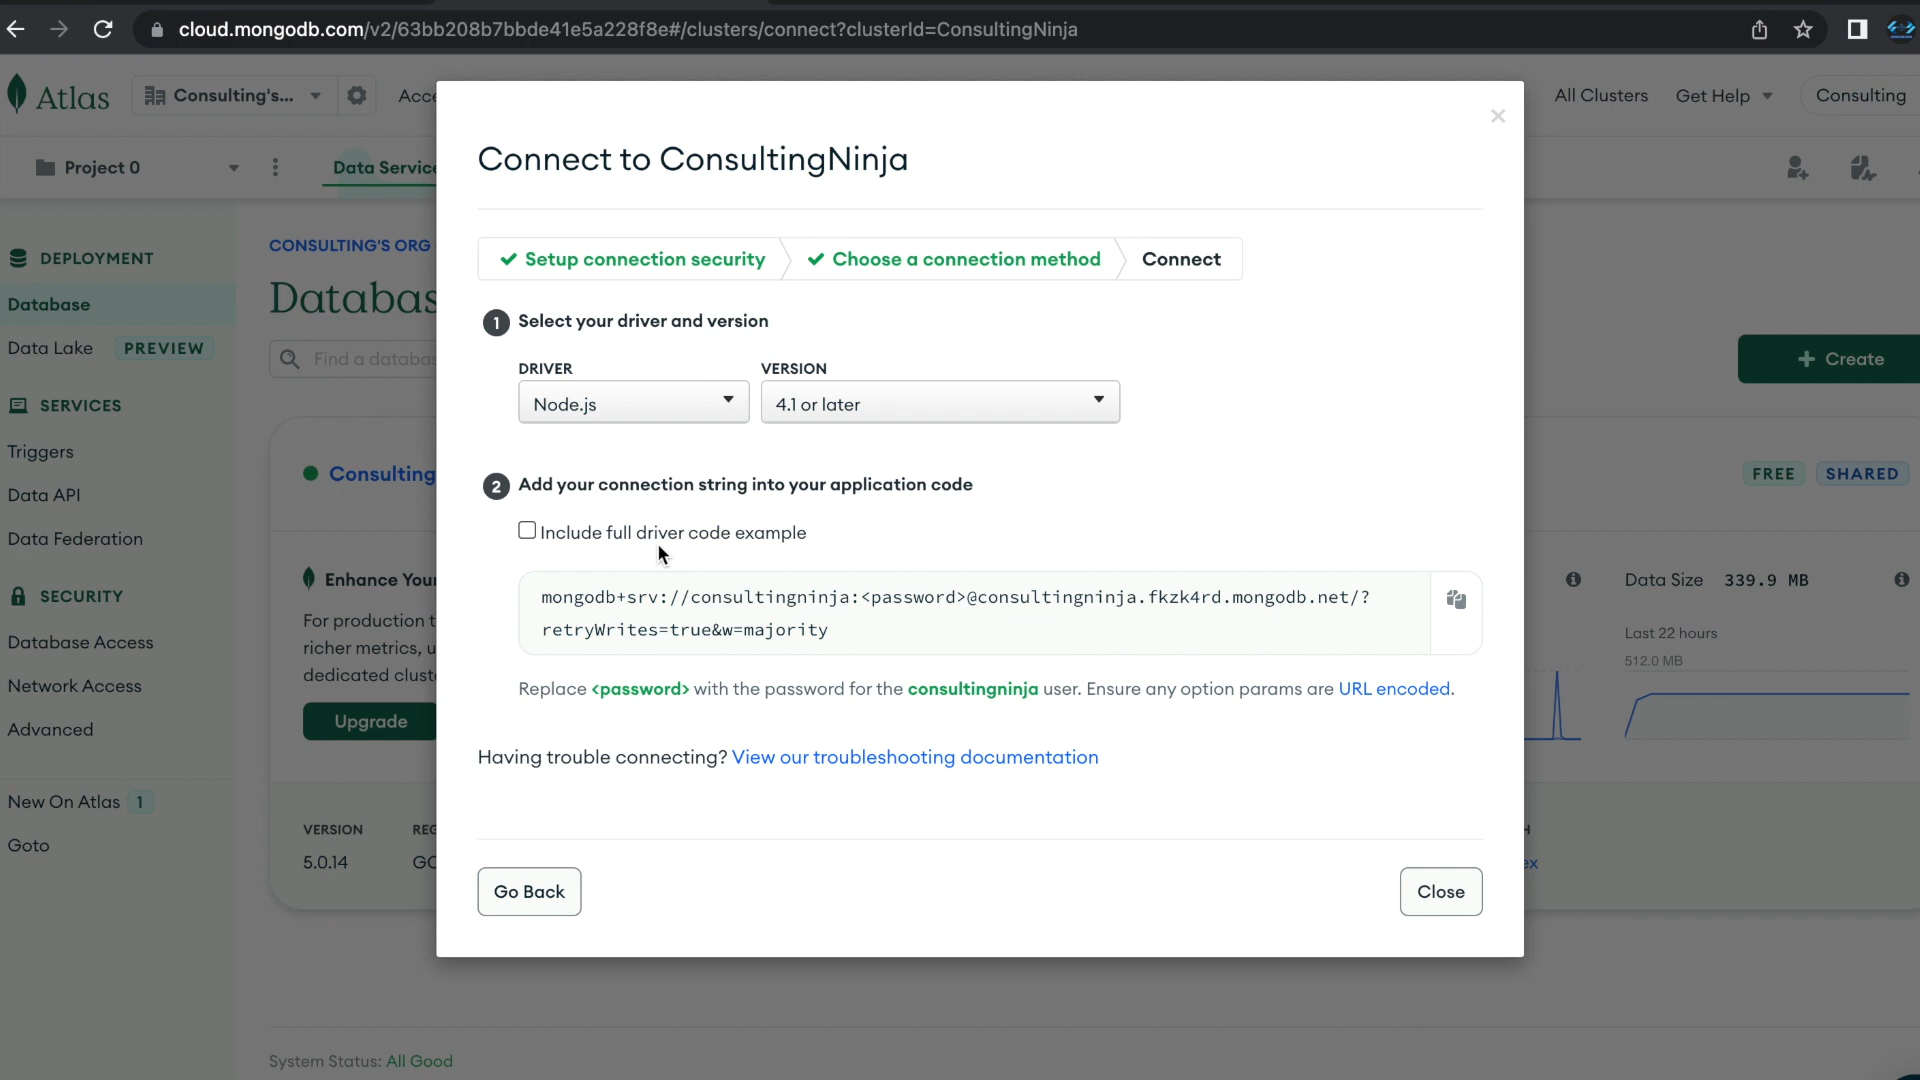 cloud.mongodb.com/v2/63bb208b7bbde41e5a228f8e#/clusters/connect?clusterId=ConsultingNinja
Atlas
Consulting's...
Acce
All Clusters
Get Help
Consulting
Project 0
Data Service
DEPLOYMENT
Database
Data Lake PREVIEW
SERVICES
Triggers
Data API
Data Federation
SECURITY
Database Access
Network Access
Advanced
New On Atlas 1
Goto
CONSULTING'S ORG
Databas
Find a databas
+ Create
Consulting
FREE SHARED
Enhance Your
For production t
richer metrics, u
dedicated clust
Upgrade
VERSION
5.0.14
REG
GC
Data Size 339.9 MB
Last 22 hours
512.0 MB
ex
System Status: All Good
Connect to ConsultingNinja
Setup connection security
Choose a connection method
Connect
1 Select your driver and version
DRIVER VERSION
Node.js 4.1 or later
2 Add your connection string into your application code
Include full driver code example
mongodb+srv://consultingninja:<password>@consultingninja.fkzk4rd.mongodb.net/?
retryWrites=true&w=majority
Replace <password> with the password for the consultingninja user. Ensure any option params are URL encoded.
Having trouble connecting? View our troubleshooting documentation
Go Back
Close